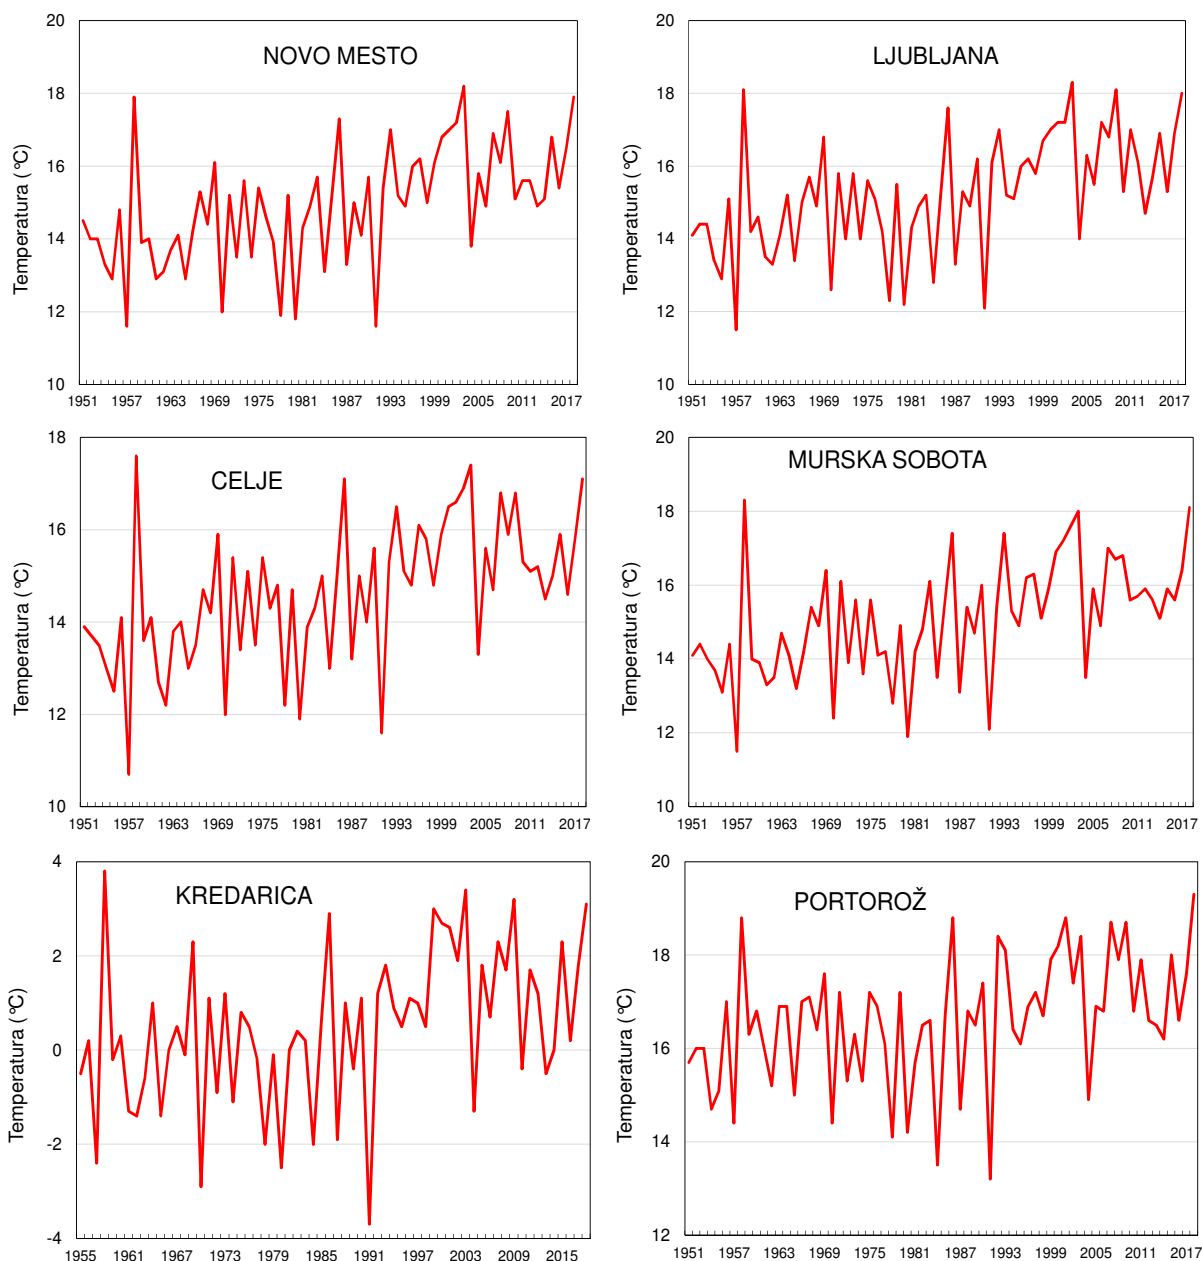 NOVO MESTO
Temperatura (°C)
20
18
16
14
12
10
1951 1957 1963 1969 1975 1981 1987 1993 1999 2005 2011 2017
LJUBLJANA
Temperatura (°C)
20
18
16
14
12
10
1951 1957 1963 1969 1975 1981 1987 1993 1999 2005 2011 2017
CELJE
Temperatura (°C)
18
16
14
12
10
1951 1957 1963 1969 1975 1981 1987 1993 1999 2005 2011 2017
MURSKA SOBOTA
Temperatura (°C)
20
18
16
14
12
10
1951 1957 1963 1969 1975 1981 1987 1993 1999 2005 2011 2017
KREDARICA
Temperatura (°C)
4
2
0
-2
-4
1955 1961 1967 1973 1979 1985 1991 1997 2003 2009 2015
PORTOROŽ
Temperatura (°C)
20
18
16
14
12
1951 1957 1963 1969 1975 1981 1987 1993 1999 2005 2011 2017